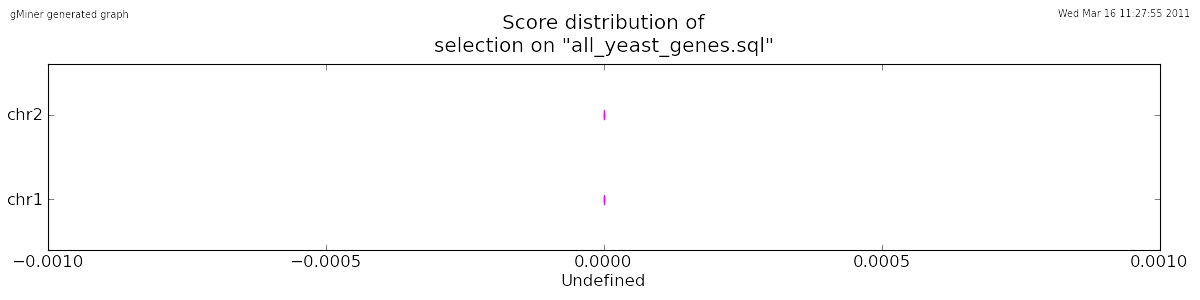 gMiner generated graph
Wed Mar 16 11:27:55 2011
Score distribution of
selection on "all_yeast_genes.sql"
chr2
chr1
−0.0010 −0.0005 0.0000 0.0005 0.0010
Undefined